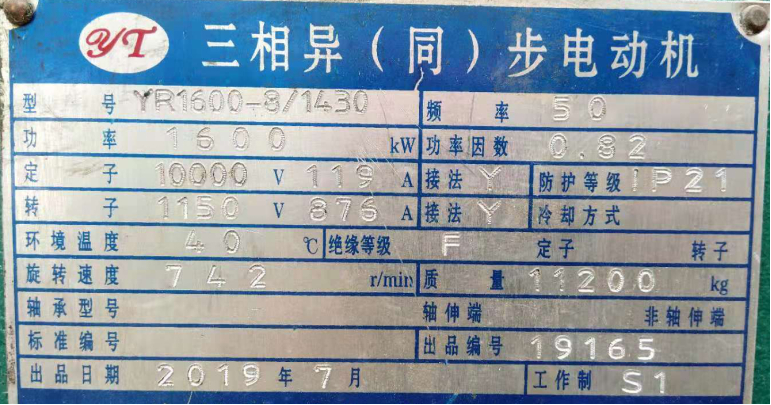 YT 三相异（同）步电动机
型号 YR1600-8/1430 频率 50
功率 1600 kW 功率因数 0.82
定子 10000 V 119 A 接法 Y 防护等级 IP21
转子 1150 V 876 A 接法 Y 冷却方式
环境温度 40 ℃ 绝缘等级 F 定子 转子
旋转速度 742 r/min 质量 11200 kg
轴承型号 轴伸端 非轴伸端
标准编号 出品编号 19165
出品日期 2019 年 7 月 工作制 S1